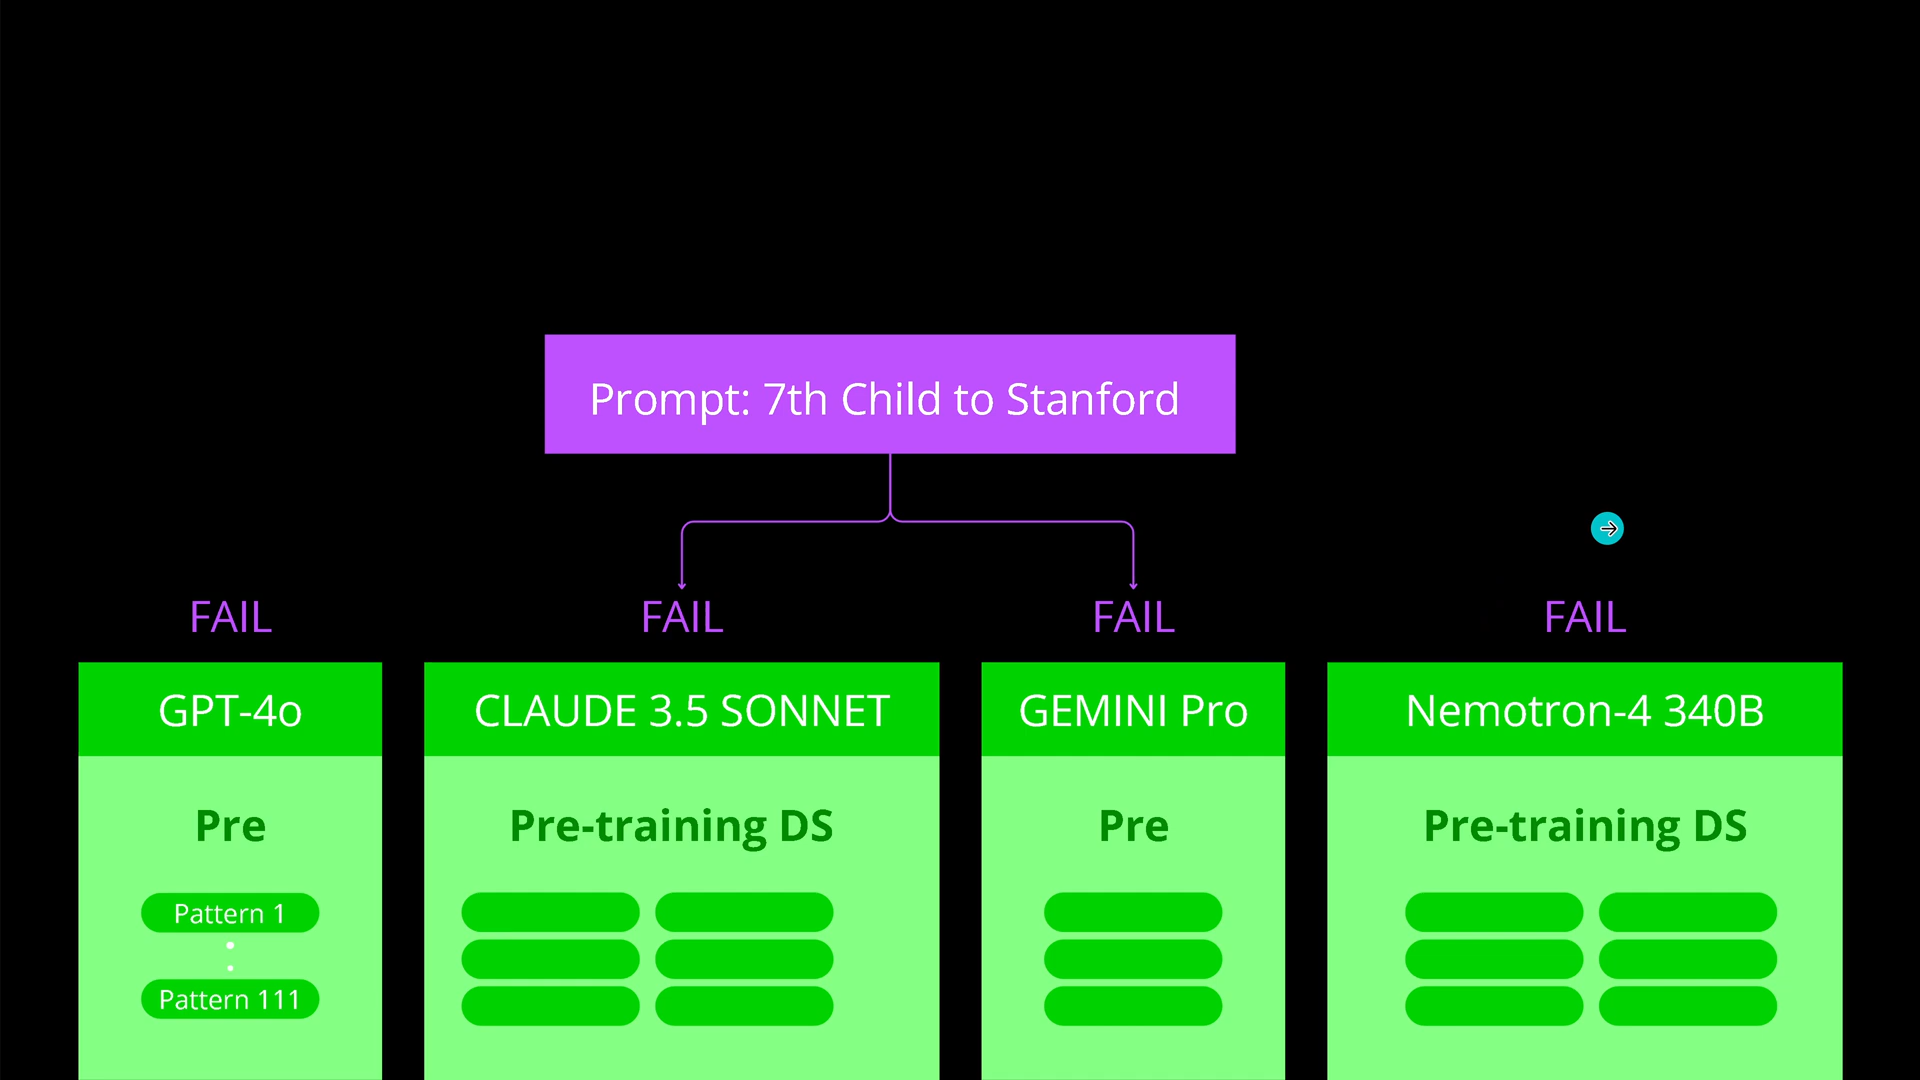 Prompt: 7th Child to Stanford
FAIL
FAIL
FAIL
FAIL
GPT-4o
CLAUDE 3.5 SONNET
GEMINI Pro
Nemotron-4 340B
Pre
Pre-training DS
Pre
Pre-training DS
Pattern 1
Pattern 111